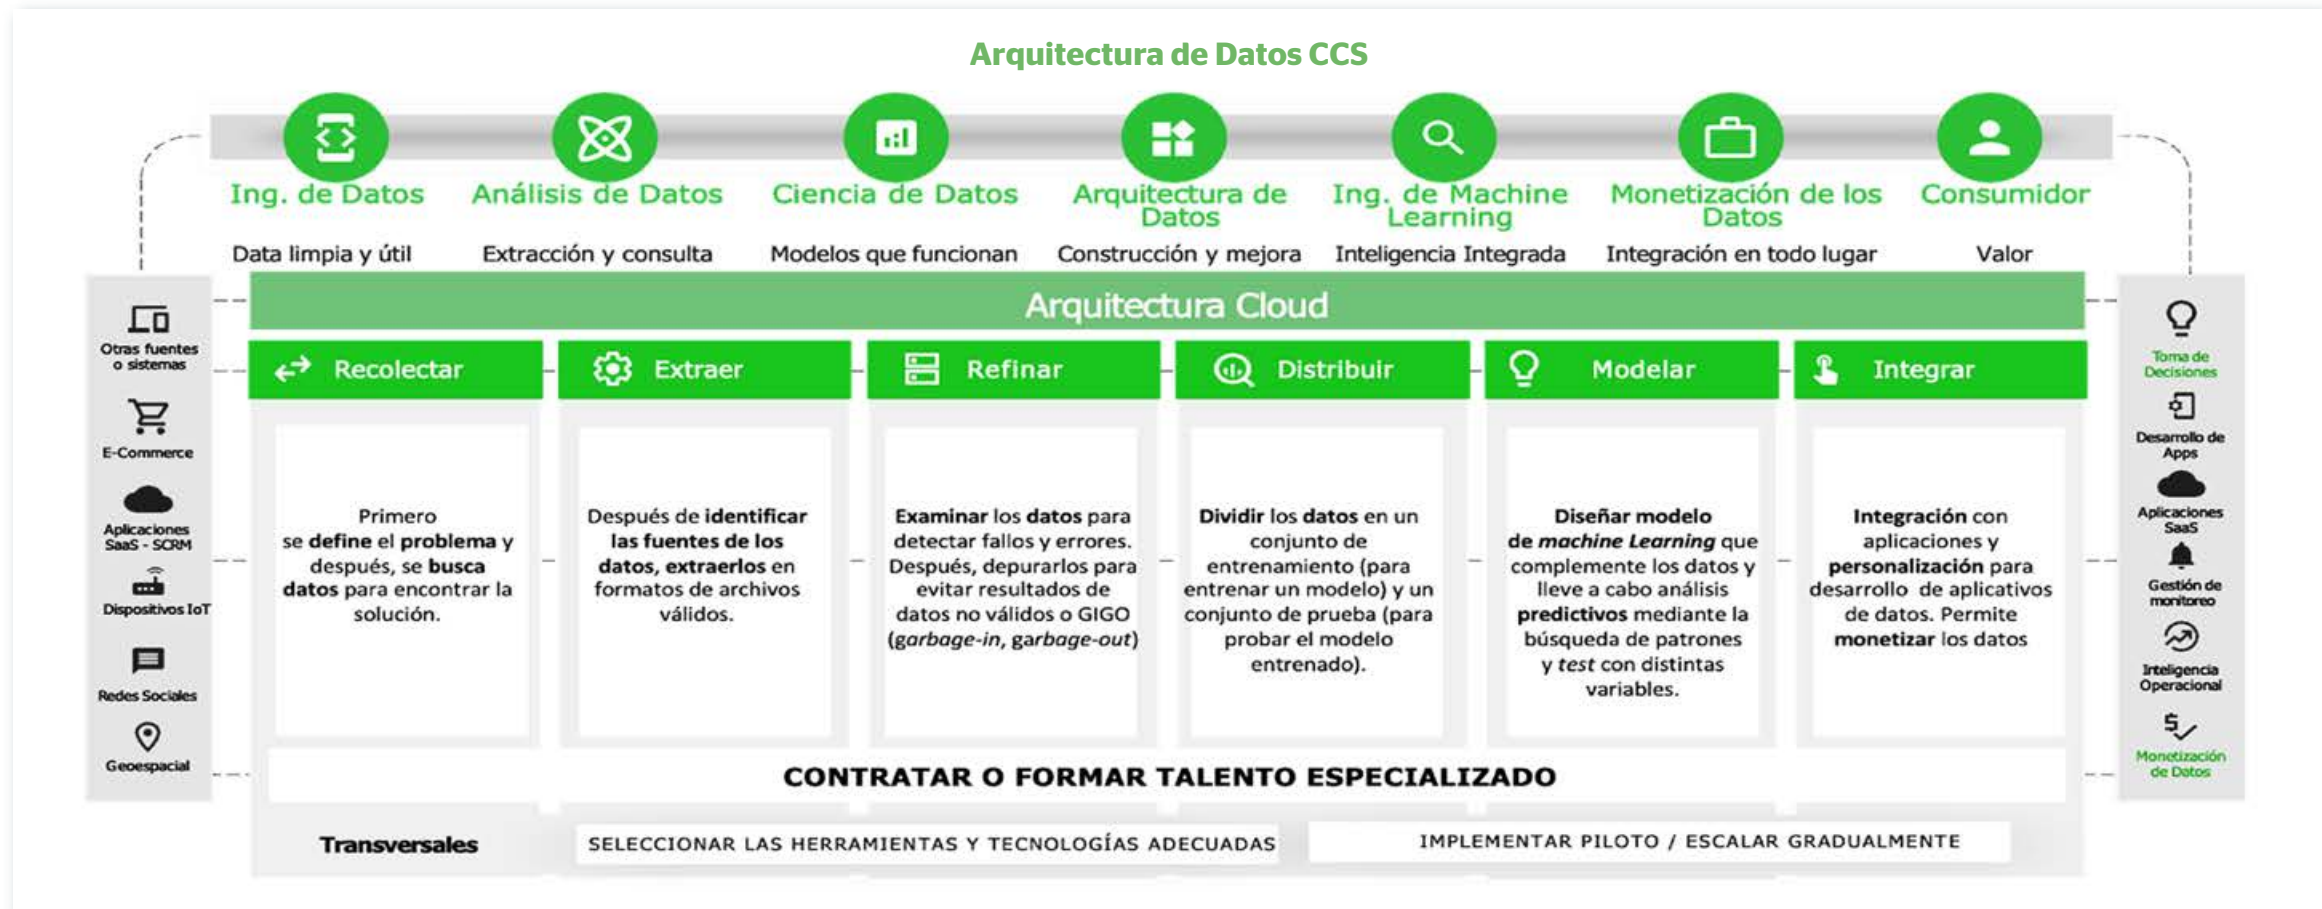 Arquitectura de Datos CCS
Ing. de Datos
Análisis de Datos
Ciencia de Datos
Arquitectura de
Datos
Ing. de Machine
Learning
Monetización de los
Datos
Consumidor
Data limpia y útil
Extracción y consulta
Modelos que funcionan
Construcción y mejora
Inteligencia Integrada
Integración en todo lugar
Valor
Otras fuentes
o sistemas
E-Commerce
Aplicaciones
SaaS - SCRM
Dispositivos IoT
Redes Sociales
Geoespacial
Arquitectura Cloud
Recolectar
Primero
se define el problema y
después, se busca
datos para encontrar la
solución.
Extraer
Después de identificar
las fuentes de los
datos, extraerlos en
formatos de archivos
válidos.
Refinar
Examinar los datos para
detectar fallos y errores.
Después, depurarlos para
evitar resultados de
datos no válidos o GIGO
(garbage-in, garbage-out)
Distribuir
Dividir los datos en un
conjunto de
entrenamiento (para
entrenar un modelo) y un
conjunto de prueba (para
probar el modelo
entrenado).
Modelar
Diseñar modelo
de machine Learning que
complemente los datos y
lleve a cabo análisis
predictivos mediante la
búsqueda de patrones
y test con distintas
variables.
Integrar
Integración con
aplicaciones y
personalización para
desarrollo de aplicativos
de datos. Permite
monetizar los datos
Toma de
Decisiones
Desarrollo de
Apps
Aplicaciones
SaaS
Gestión de
monitoreo
Inteligencia
Operacional
Monetización
de Datos
CONTRATAR O FORMAR TALENTO ESPECIALIZADO
Transversales
SELECCIONAR LAS HERRAMIENTAS Y TECNOLOGÍAS ADECUADAS
IMPLEMENTAR PILOTO / ESCALAR GRADUALMENTE